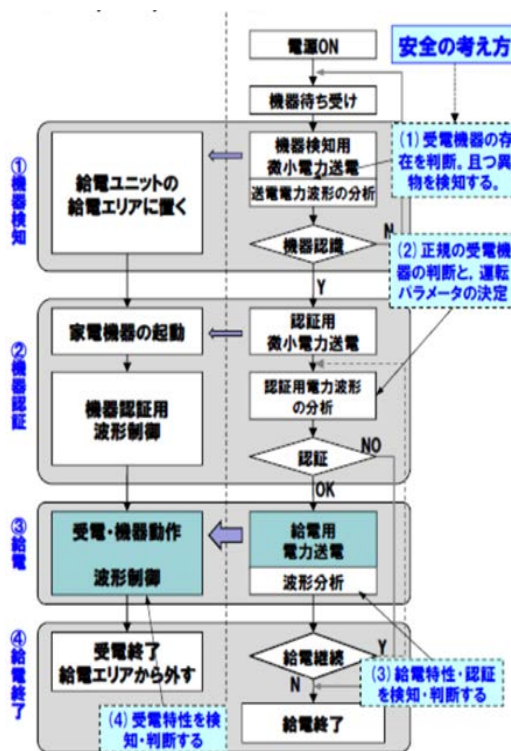 電源ON
安全の考え方
機器待ち受け
①機器検知
給電ユニットの
給電エリアに置く
機器検知用
微小電力送電
送電電力波形の分析
(1) 受電機器の存
在を判断。且つ異
物を検知する。
機器認識
N
Y
(2) 正規の受電機
器の判断と，運転
パラメータの決定
②機器認証
家電機器の起動
認証用
微小電力送電
機器認証用
波形制御
認証用電力波形
の分析
認証
NO
OK
③給電
受電・機器動作
波形制御
給電用
電力送電
波形分析
④給電終了
受電終了
給電エリアから外す
給電継続
Y
N
(3) 給電特性・認証
を検知・判断する
(4) 受電特性を検
知・判断する
給電終了